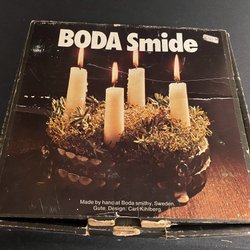 BODA Smide
Made by hand at Boda smithy, Sweden.
Gute. Design: Carl Kihlberg